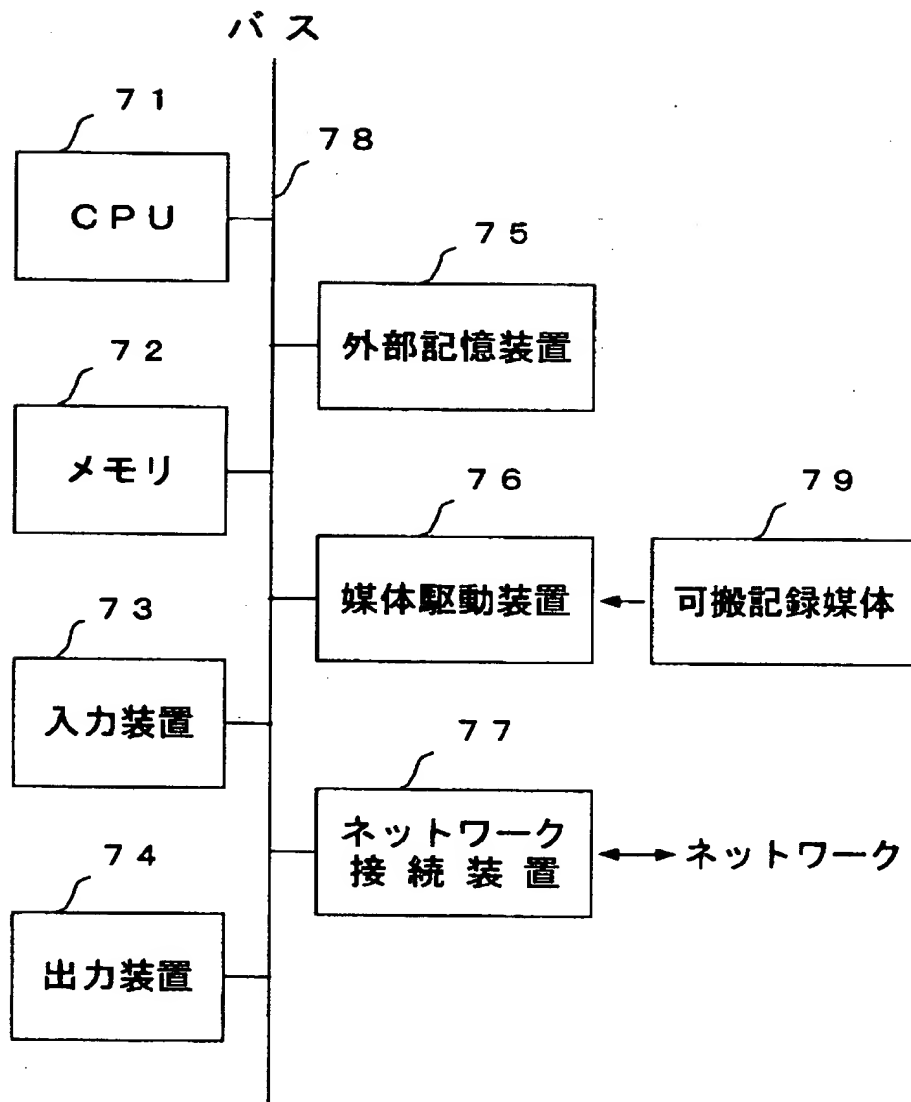 バス
71
CPU
78
75
外部記憶装置
72
メモリ
76
媒体駆動装置
79
可搬記録媒体
73
入力装置
77
ネットワーク
接続装置
ネットワーク
74
出力装置